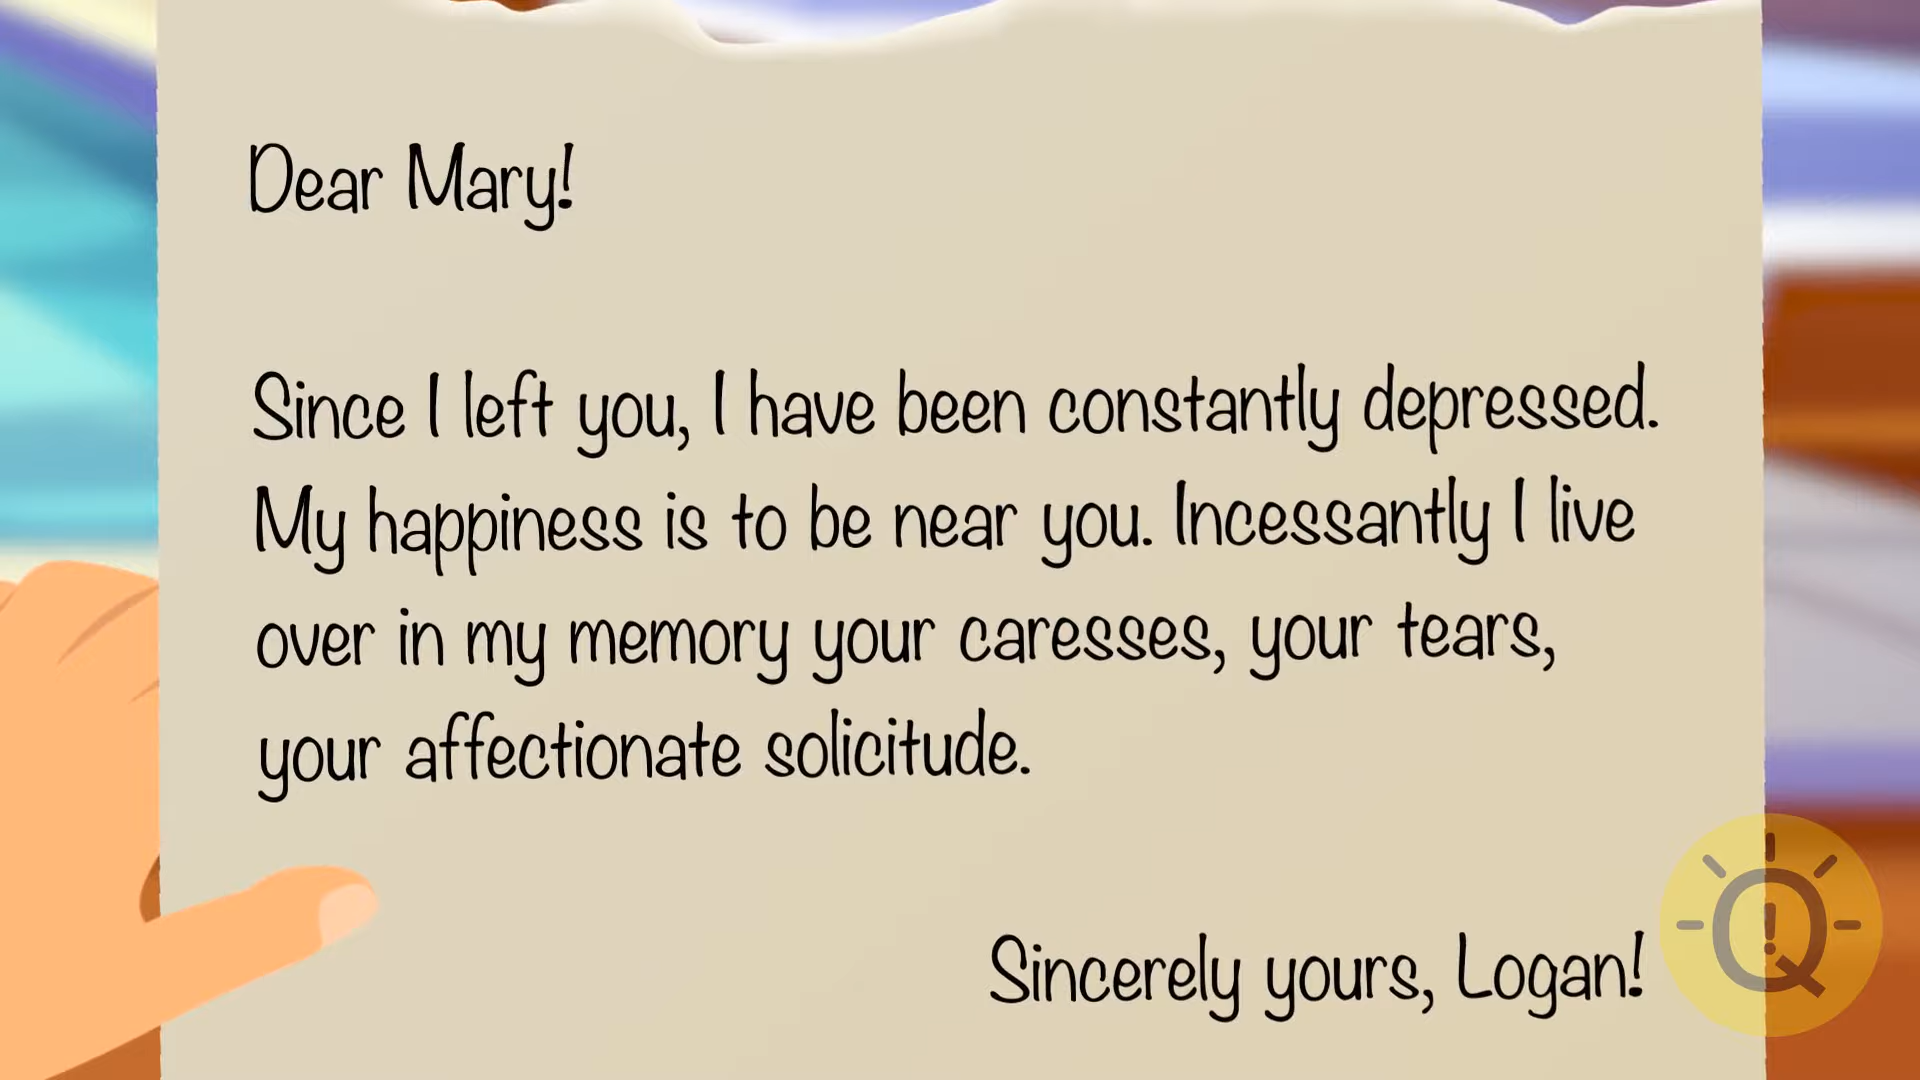 Dear Mary!
Since I left you, I have been constantly depressed.
My happiness is to be near you. Incessantly I live
over in my memory your caresses, your tears,
your affectionate solicitude.
Sincerely yours, Logan!
Q!